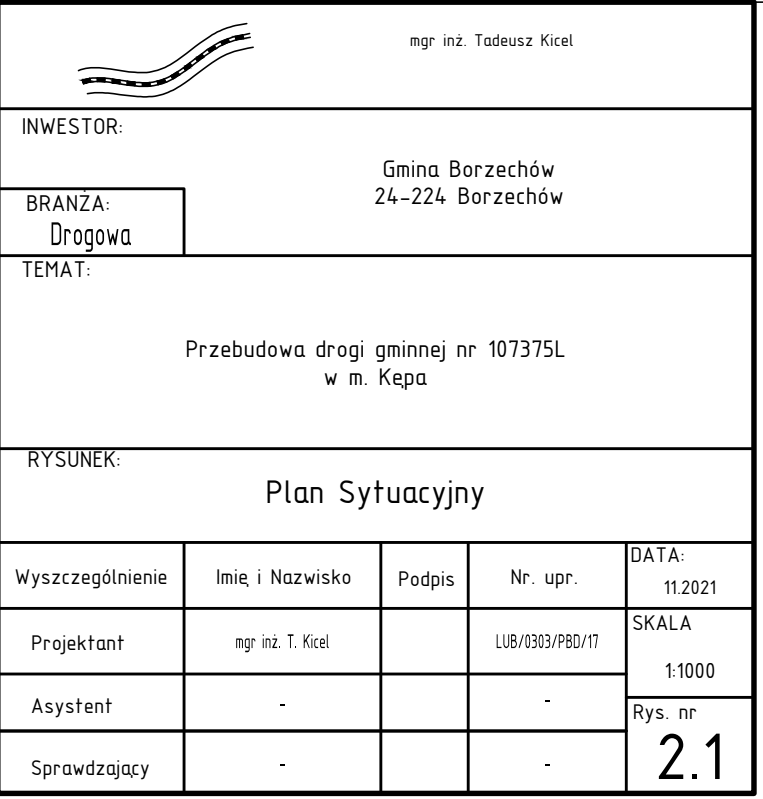 mgr inż. Tadeusz Kicel
INWESTOR:
Gmina Borzechów
24-224 Borzechów
BRANŻA:
Drogowa
TEMAT:
Przebudowa drogi gminnej nr 107375L
w m. Kępa
RYSUNEK:
Plan Sytuacyjny
Wyszczególnienie Imię i Nazwisko Podpis Nr. upr.
DATA:
11.2021
Projektant mgr inż. T. Kicel LUB/0303/PBD/17
SKALA
1:1000
Asystent - -
Rys. nr
2.1
Sprawdzający - -